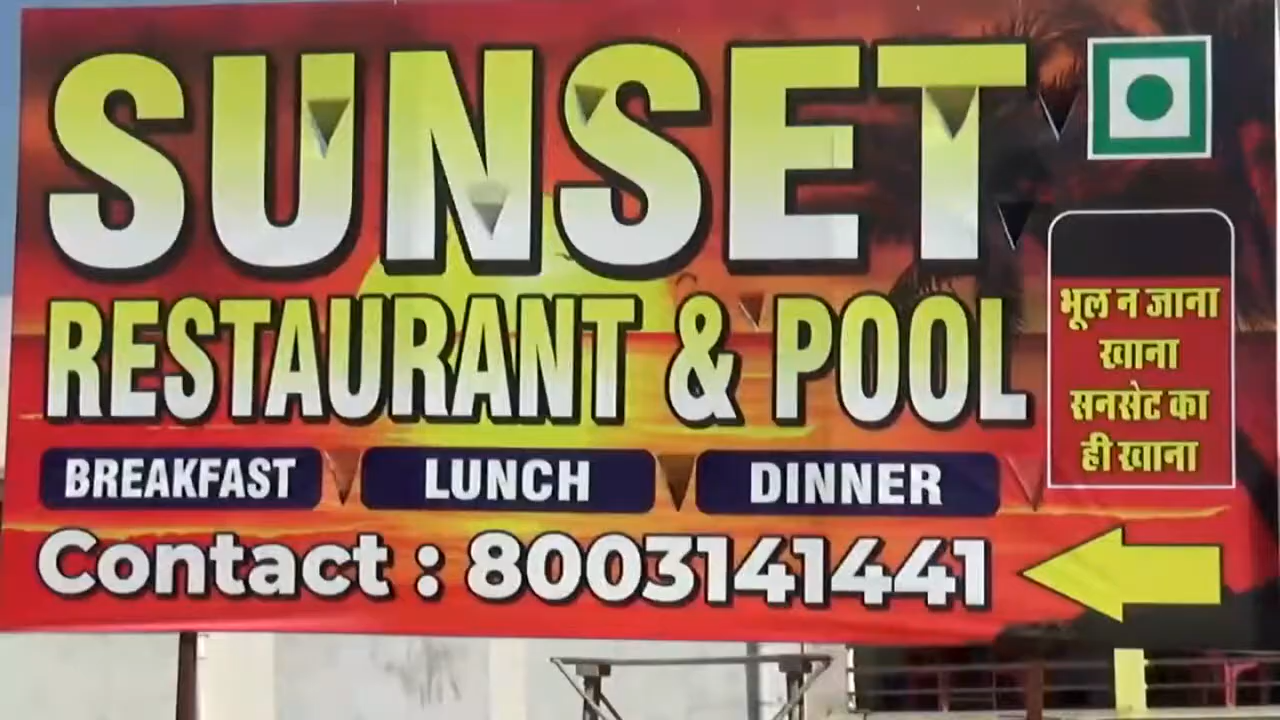 SUNSET
RESTAURANT & POOL
BREAKFAST LUNCH DINNER
Contact : 8003141441
भूल न जाना
खाना
सनसेट का
ही खाना